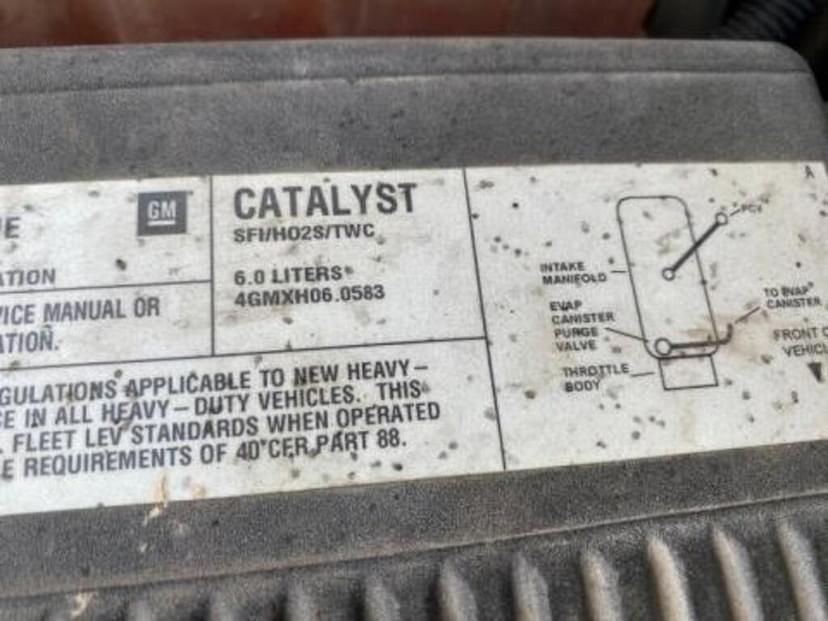 GM
CATALYST
SFI/HO2S/TWC
6.0 LITERS
4GMXH06.0583
ATION
VICE MANUAL OR
ATION.
GULATIONS APPLICABLE TO NEW HEAVY–
CE IN ALL HEAVY–DUTY VEHICLES. THIS
FLEET LEV STANDARDS WHEN OPERATED
E REQUIREMENTS OF 40 CFR PART 88.
A
PCV
INTAKE
MANIFOLD
EVAP
CANISTER
PURGE
VALVE
THROTTLE
BODY
TO EVAP
CANISTER
FRONT O
VEHICL